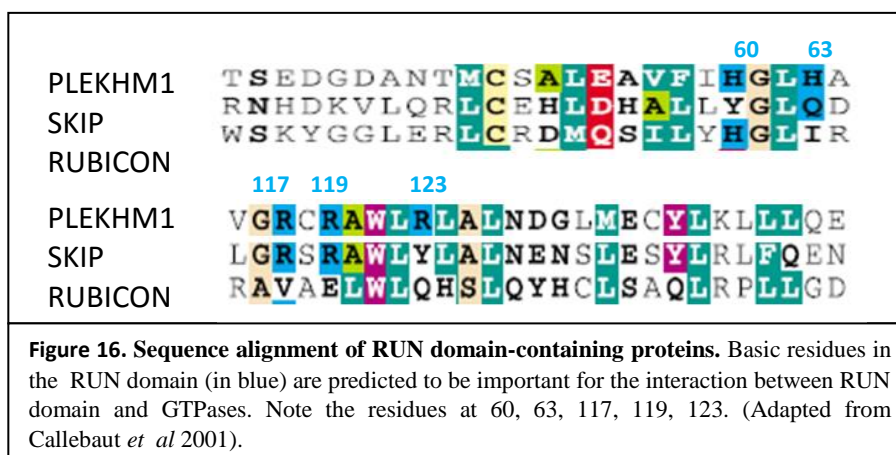 60 63
PLEKHM1 TSEDGDANTMCSALEAVFIHGLHA
SKIP RNHDKVLQRLCEHLDHALLYGLQD
RUBICON WSKYGGLERLCRDMQSILYHGLIR
117 119 123
PLEKHM1 VGRCRAWLRLALNDGLMECYLKLLLQE
SKIP LGRSRAWLYLALNENSLESYLRLFQEN
RUBICON RAVAELWLQHSLQYHCLSAQLRPLLGD
Figure 16. Sequence alignment of RUN domain-containing proteins. Basic residues in
the RUN domain (in blue) are predicted to be important for the interaction between RUN
domain and GTPases. Note the residues at 60, 63, 117, 119, 123. (Adapted from
Callebaut et al 2001).